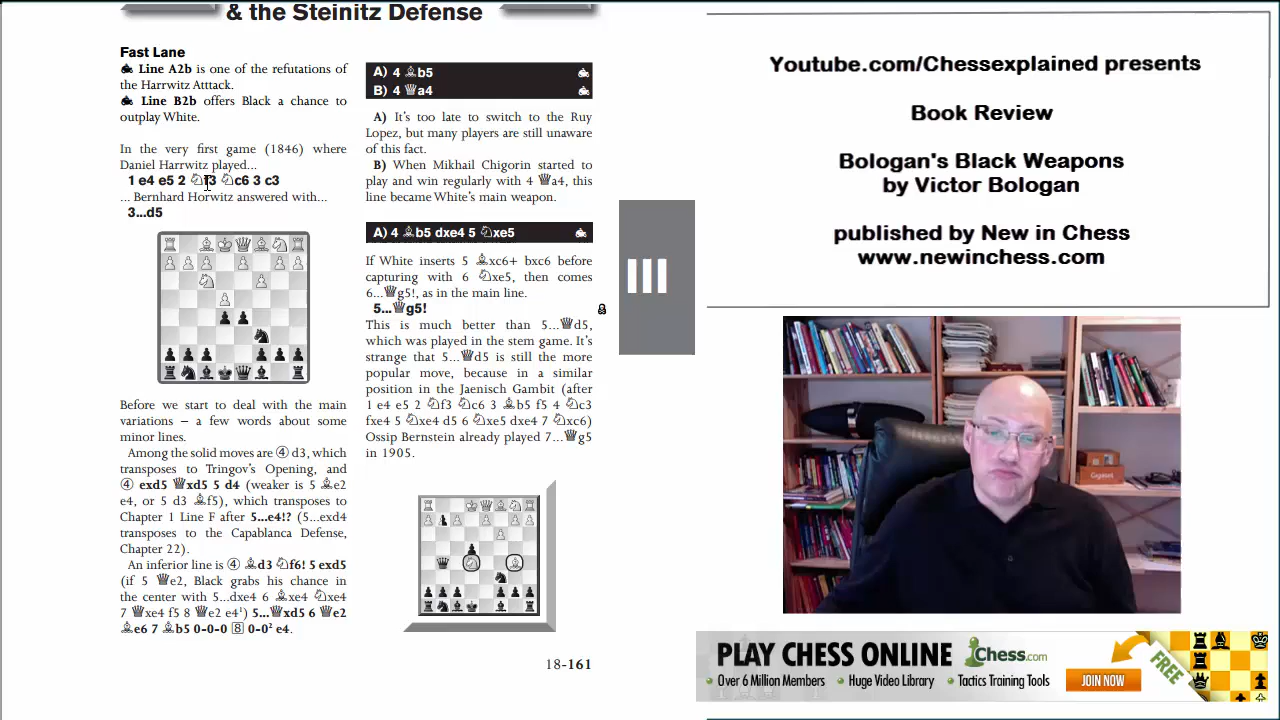 & the Steinitz Defense
Fast Lane
Line A2b is one of the refutations of
the Harrwitz Atttack.
Line B2b offers Black a chance to
outplay White.
In the very first game (1846) where
Daniel Harrwitz played...
1 e4 e5 2 ♘f3 ♘c6 3 c3
... Bernhard Horwitz answered with...
3...d5
Before we start to deal with the main
variations – a few words about some
minor lines.
Among the solid moves are ④ d3, which
transposes to Tringov's Opening, and
④ exd5 ♕xd5 5 d4 (weaker is 5 ♗e2
e4, or 5 d3 ♗f5), which transposes to
Chapter 1 Line F after 5...e4!? (5...exd4
transposes to the Capablanca Defense,
Chapter 22).
An inferior line is ④ ♗d3 ♘f6! 5 exd5
(if 5 ♕e2, Black grabs his chance in
the center with 5...dxe4 6 ♗xe4 ♘xe4
7 ♕xe4 f5 8 ♕e2 e4¹) 5...♕xd5 6 ♕e2
♗e6 7 ♗b5 0-0-0 8 0-0² e4.
A) 4 ♗b5
B) 4 ♕a4
A) It's too late to switch to the Ruy
Lopez, but many players are still unaware
of this fact.
B) When Mikhail Chigorin started to
play and win regularly with 4 ♕a4, this
line became White's main weapon.
A) 4 ♗b5 dxe4 5 ♘xe5
If White inserts 5 ♗xc6+ bxc6 before
capturing with 6 ♘xe5, then comes
6...♕g5!, as in the main line.
5...♕g5!
This is much better than 5...♕d5,
which was played in the stem game. It's
strange that 5...♕d5 is still the more
popular move, because in a similar
position in the Jaenisch Gambit (after
1 e4 e5 2 ♘f3 ♘c6 3 ♗b5 f5 4 ♘c3
fxe4 5 ♘xe4 d5 6 ♘xe5 dxe4 7 ♘xc6)
Ossip Bernstein already played 7...♕g5
in 1905.
18-161
III
Youtube.com/Chessexplained presents
Book Review
Bologan's Black Weapons
by Victor Bologan
published by New in Chess
www.newinchess.com
PLAY CHESS ONLINE Chess.com
• Over 6 Million Members • Huge Video Library • Tactics Training Tools
JOIN NOW
FREE